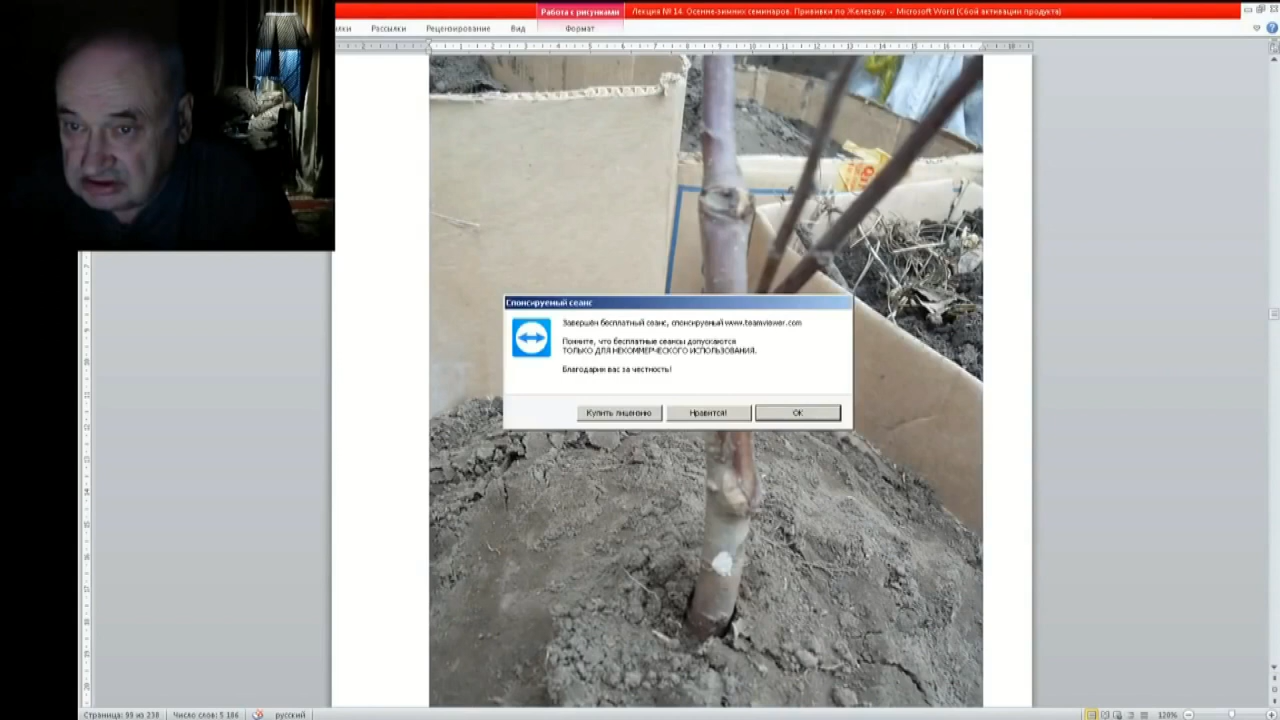 Работа с рисунками
Лекция № 14. Осенне-зимних семинаров. Прививки по Железову. - Microsoft Word (Сбой активации продукта)
Рассылки
Рецензирование
Вид
Формат
Спонсируемый сеанс
Завершён бесплатный сеанс, спонсируемый www.teamviewer.com
Помните, что бесплатные сеансы допускаются
ТОЛЬКО ДЛЯ НЕКОММЕРЧЕСКОГО ИСПОЛЬЗОВАНИЯ.
Благодарим вас за честность!
Купить лицензию
Нравится!
ОК
Страница: 99 из 238
Число слов: 5 186
русский
120%